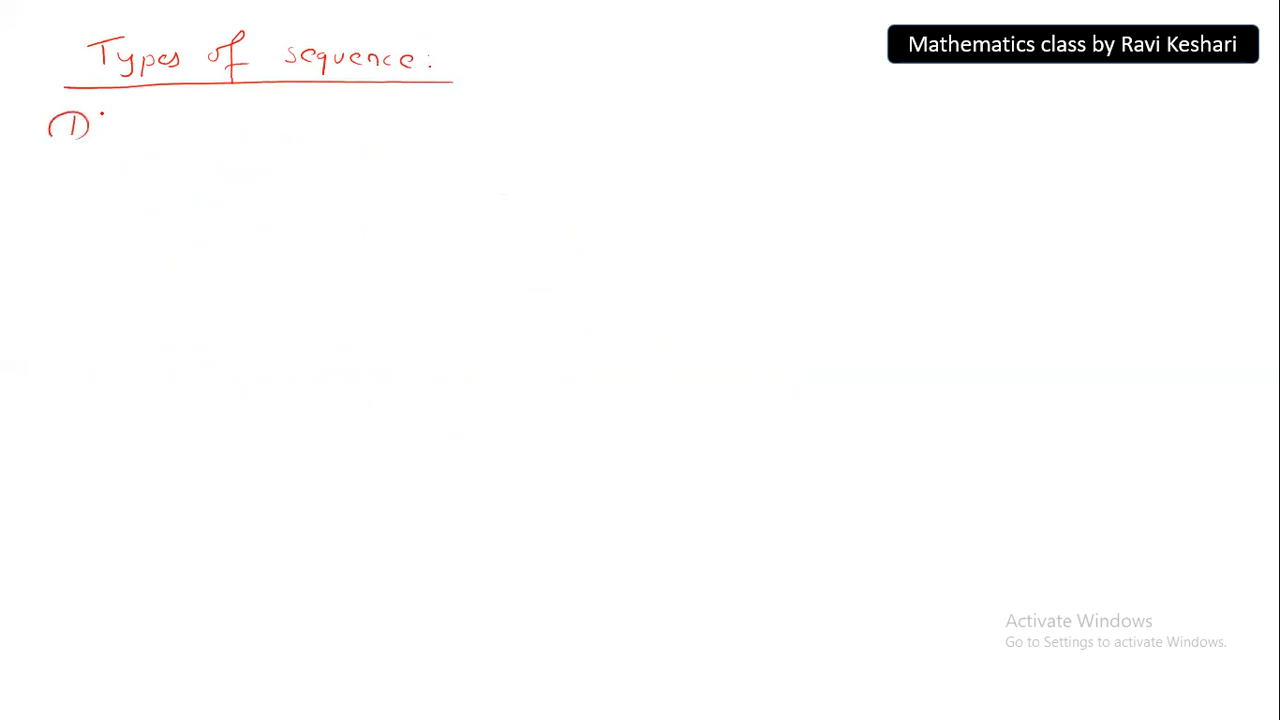 Types of sequence:
Mathematics class by Ravi Keshari
①
Activate Windows
Go to Settings to activate Windows.